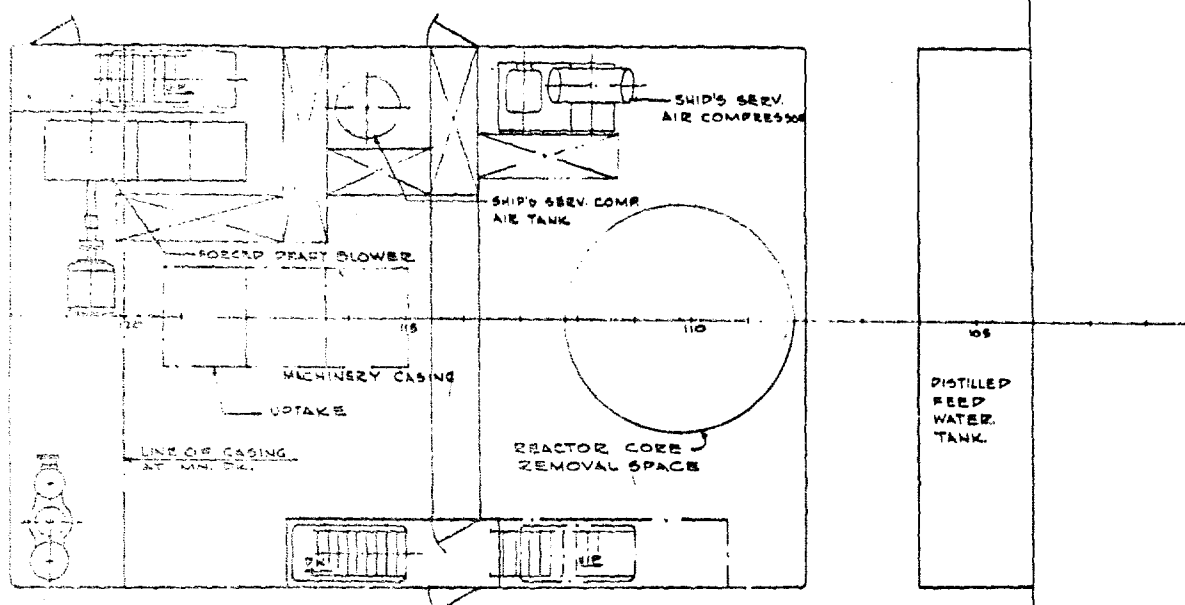 UP
SHIP'S SERV.
AIR COMPRESSOR
SHIP'S SERV. COMP.
AIR TANK
FORCED DRAFT BLOWER
120
115
110
105
MACHINERY CASING
UPTAKE
LINE OF CASING
AT MN. DK.
REACTOR CORE
REMOVAL SPACE
DISTILLED
FEED
WATER
TANK.
DN
UP